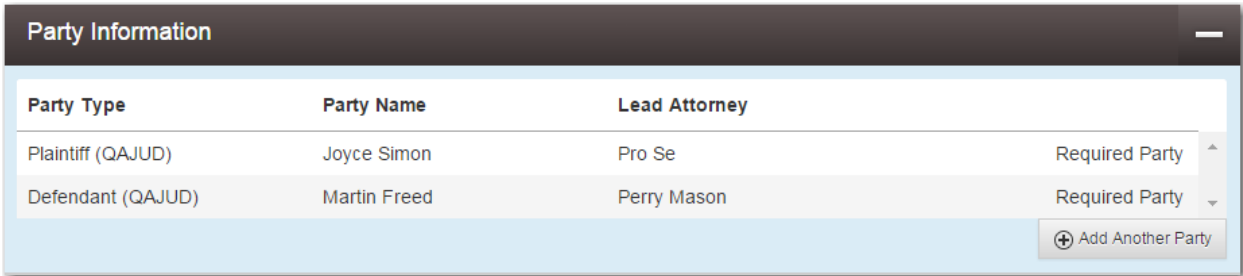 Party Information
Party Type Party Name Lead Attorney
Plaintiff (QAJUD) Joyce Simon Pro Se Required Party
Defendant (QAJUD) Martin Freed Perry Mason Required Party
Add Another Party